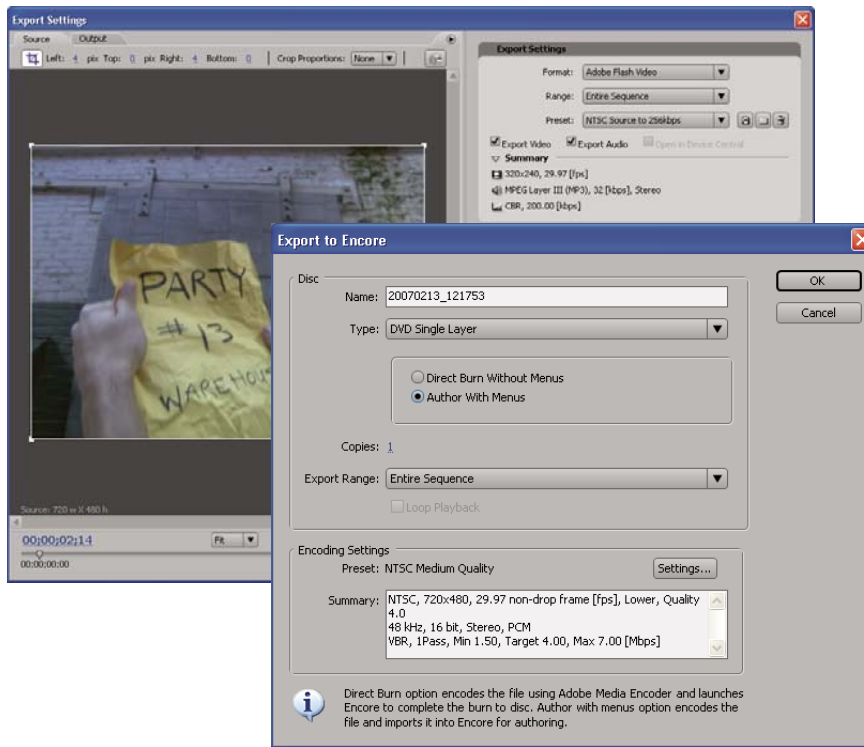 Export Settings
Source Output
Left: 4 pix Top: 0 pix Right: 4 Bottom: 0 Crop Proportions: None
PARTY
# 13
WAREHOU
Source: 720 w X 480 h
00;00;02;14
Fit
00;00;00;00
Export Settings
Format: Adobe Flash Video
Range: Entire Sequence
Preset: NTSC Source to 256kbps
Export Video Export Audio Open in Device Central
Summary
320x240, 29.97 [fps]
MPEG Layer III (MP3), 32 [kbps], Stereo
CBR, 200.00 [kbps]
Export to Encore
Disc
Name: 20070213_121753
Type: DVD Single Layer
Direct Burn Without Menus
Author With Menus
Copies: 1
Export Range: Entire Sequence
Loop Playback
Encoding Settings
Preset: NTSC Medium Quality
Settings...
Summary: NTSC, 720x480, 29.97 non-drop frame [fps], Lower, Quality
4.0
48 kHz, 16 bit, Stereo, PCM
VBR, 1Pass, Min 1.50, Target 4.00, Max 7.00 [Mbps]
Direct Burn option encodes the file using Adobe Media Encoder and launches
Encore to complete the burn to disc. Author with menus option encodes the
file and imports it into Encore for authoring.
OK
Cancel